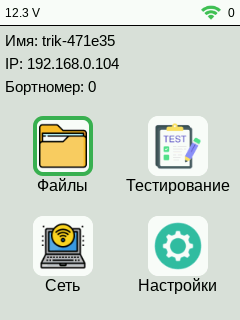 12.3 V 0
Имя: trik-471e35
IP: 192.168.0.104
Бортномер: 0
TEST
Файлы Тестирование
Сеть Настройки